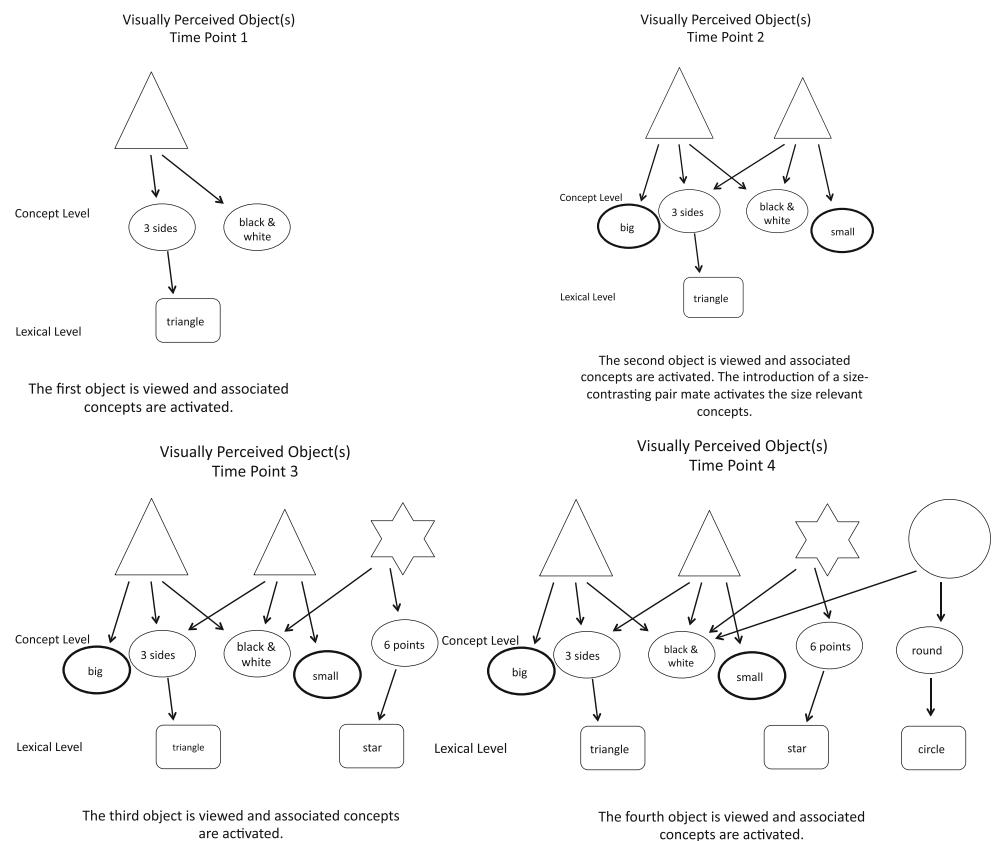 Visually Perceived Object(s)
Time Point 1
Concept Level
3 sides
black &
white
Lexical Level
triangle
The first object is viewed and associated
concepts are activated.
Visually Perceived Object(s)
Time Point 2
Concept Level
big
3 sides
black &
white
small
Lexical Level
triangle
The second object is viewed and associated
concepts are activated. The introduction of a size-
contrasting pair mate activates the size relevant
concepts.
Visually Perceived Object(s)
Time Point 3
Concept Level
big
3 sides
black &
white
small
6 points
Lexical Level
triangle
star
The third object is viewed and associated concepts
are activated.
Visually Perceived Object(s)
Time Point 4
Concept Level
big
3 sides
black &
white
small
6 points
round
Lexical Level
triangle
star
circle
The fourth object is viewed and associated
concepts are activated.